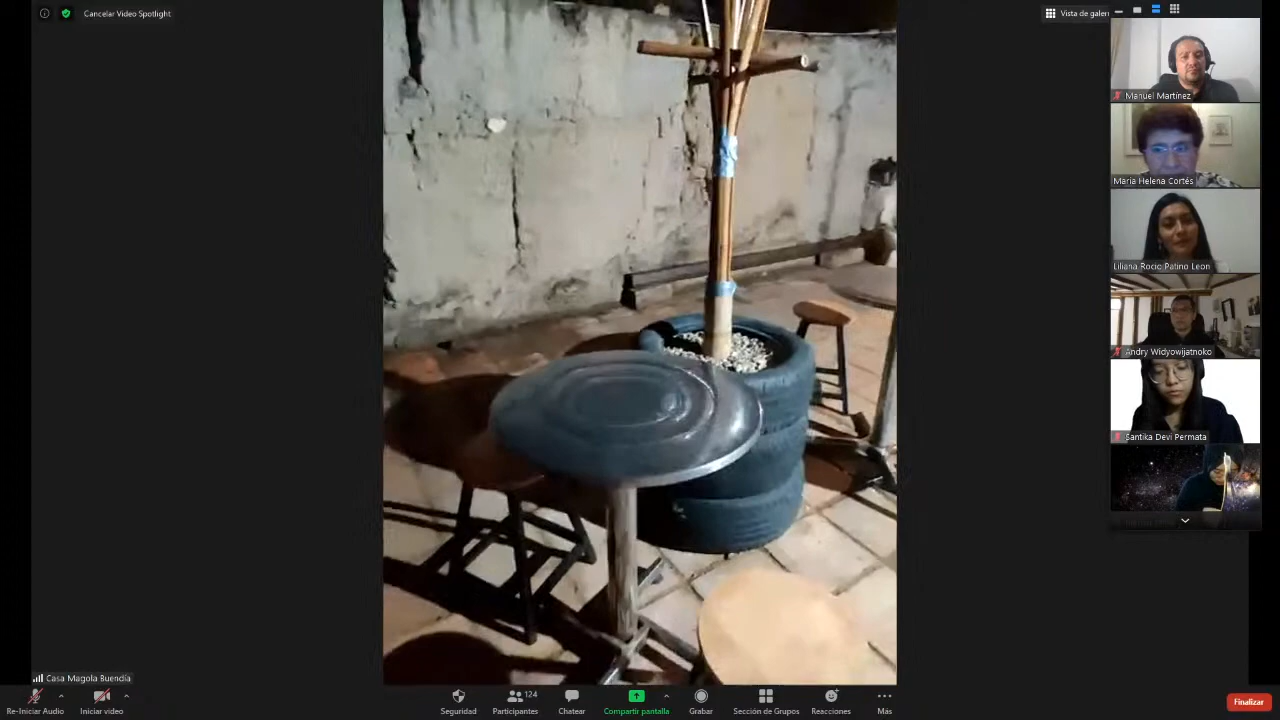 Cancelar Video Spotlight
Vista de galerí
Manuel Martínez
Maria Helena Cortés
Liliana Rocio Patino Leon
Andry Widyowijatnoko
Santika Devi Permata
Casa Magola Buendía
Re-Iniciar Audio
Iniciar video
Seguridad
124
Participantes
Chatear
Compartir pantalla
Grabar
Sección de Grupos
Reacciones
Más
Finalizar